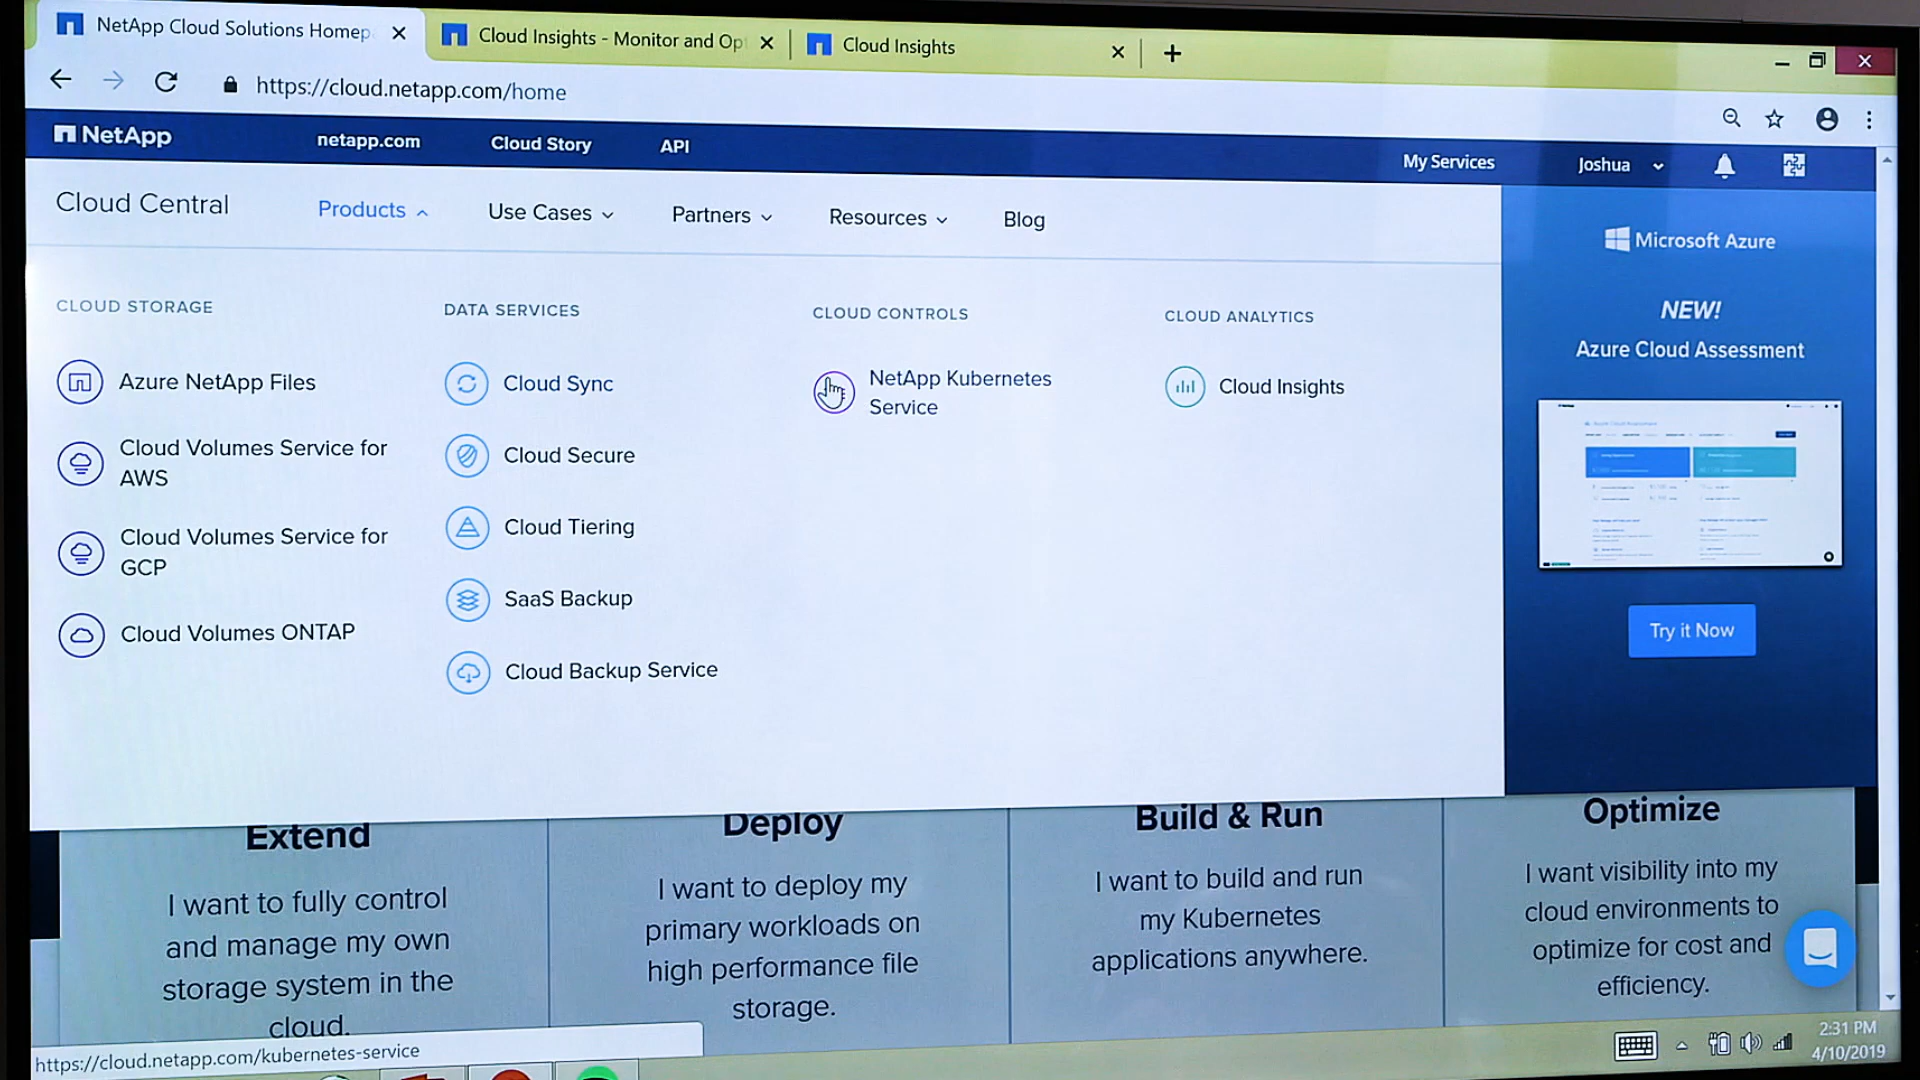 NetApp Cloud Solutions Homep
Cloud Insights - Monitor and Op
Cloud Insights
https://cloud.netapp.com/home
NetApp
netapp.com
Cloud Story
API
My Services
Joshua
Cloud Central
Products
Use Cases
Partners
Resources
Blog
Microsoft Azure
NEW!
Azure Cloud Assessment
Try it Now
CLOUD STORAGE
Azure NetApp Files
Cloud Volumes Service for
AWS
Cloud Volumes Service for
GCP
Cloud Volumes ONTAP
DATA SERVICES
Cloud Sync
Cloud Secure
Cloud Tiering
SaaS Backup
Cloud Backup Service
CLOUD CONTROLS
NetApp Kubernetes
Service
CLOUD ANALYTICS
Cloud Insights
Extend
I want to fully control
and manage my own
storage system in the
cloud.
Deploy
I want to deploy my
primary workloads on
high performance file
storage.
Build & Run
I want to build and run
my Kubernetes
applications anywhere.
Optimize
I want visibility into my
cloud environments to
optimize for cost and
efficiency.
https://cloud.netapp.com/kubernetes-service
2:31 PM
4/10/2019